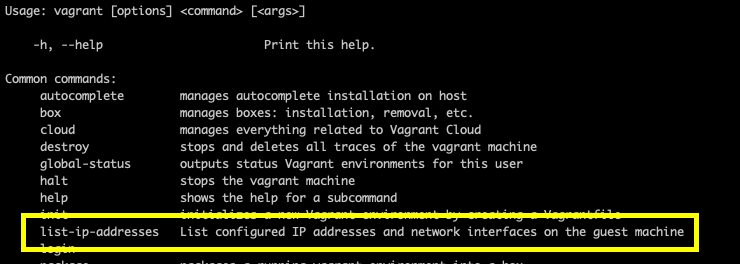 Usage: vagrant [options] <command> [<args>]
-h, --help Print this help.
Common commands:
autocomplete manages autocomplete installation on host
box manages boxes: installation, removal, etc.
cloud manages everything related to Vagrant Cloud
destroy stops and deletes all traces of the vagrant machine
global-status outputs status Vagrant environments for this user
halt stops the vagrant machine
help shows the help for a subcommand
init initializes a new Vagrant environment by creating a Vagrantfile
list-ip-addresses List configured IP addresses and network interfaces on the guest machine
login
package packages a running vagrant environment into a box